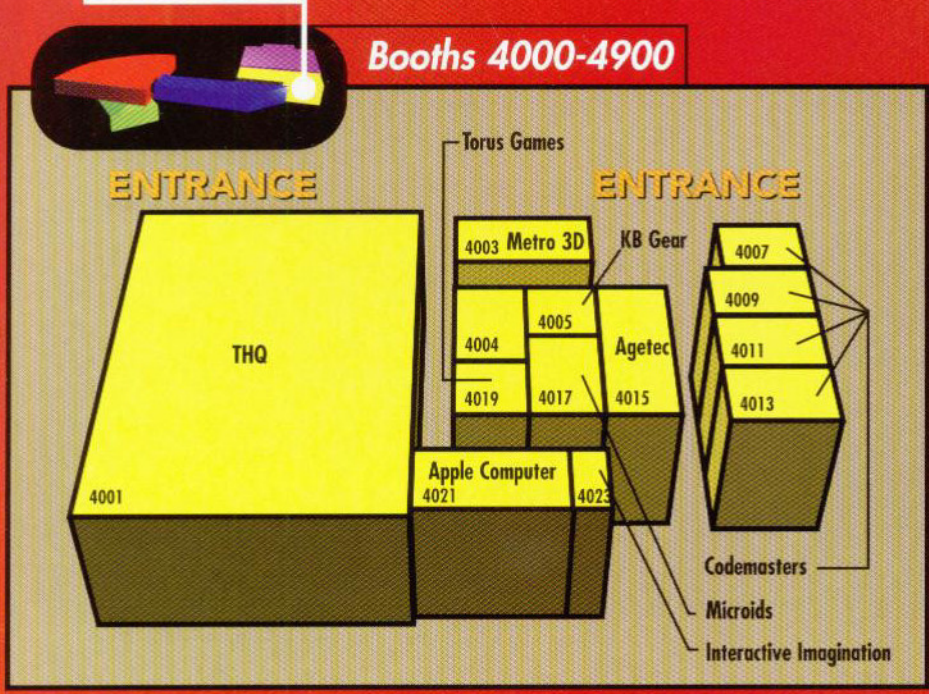 Booths 4000-4900
Torus Games
ENTRANCE
ENTRANCE
4003 Metro 3D
KB Gear
4007
4009
4005
4004
THQ
Agetec
4011
4019
4017
4015
4013
Apple Computer
4001
4021
4023
Codemasters
Microids
Interactive Imagination